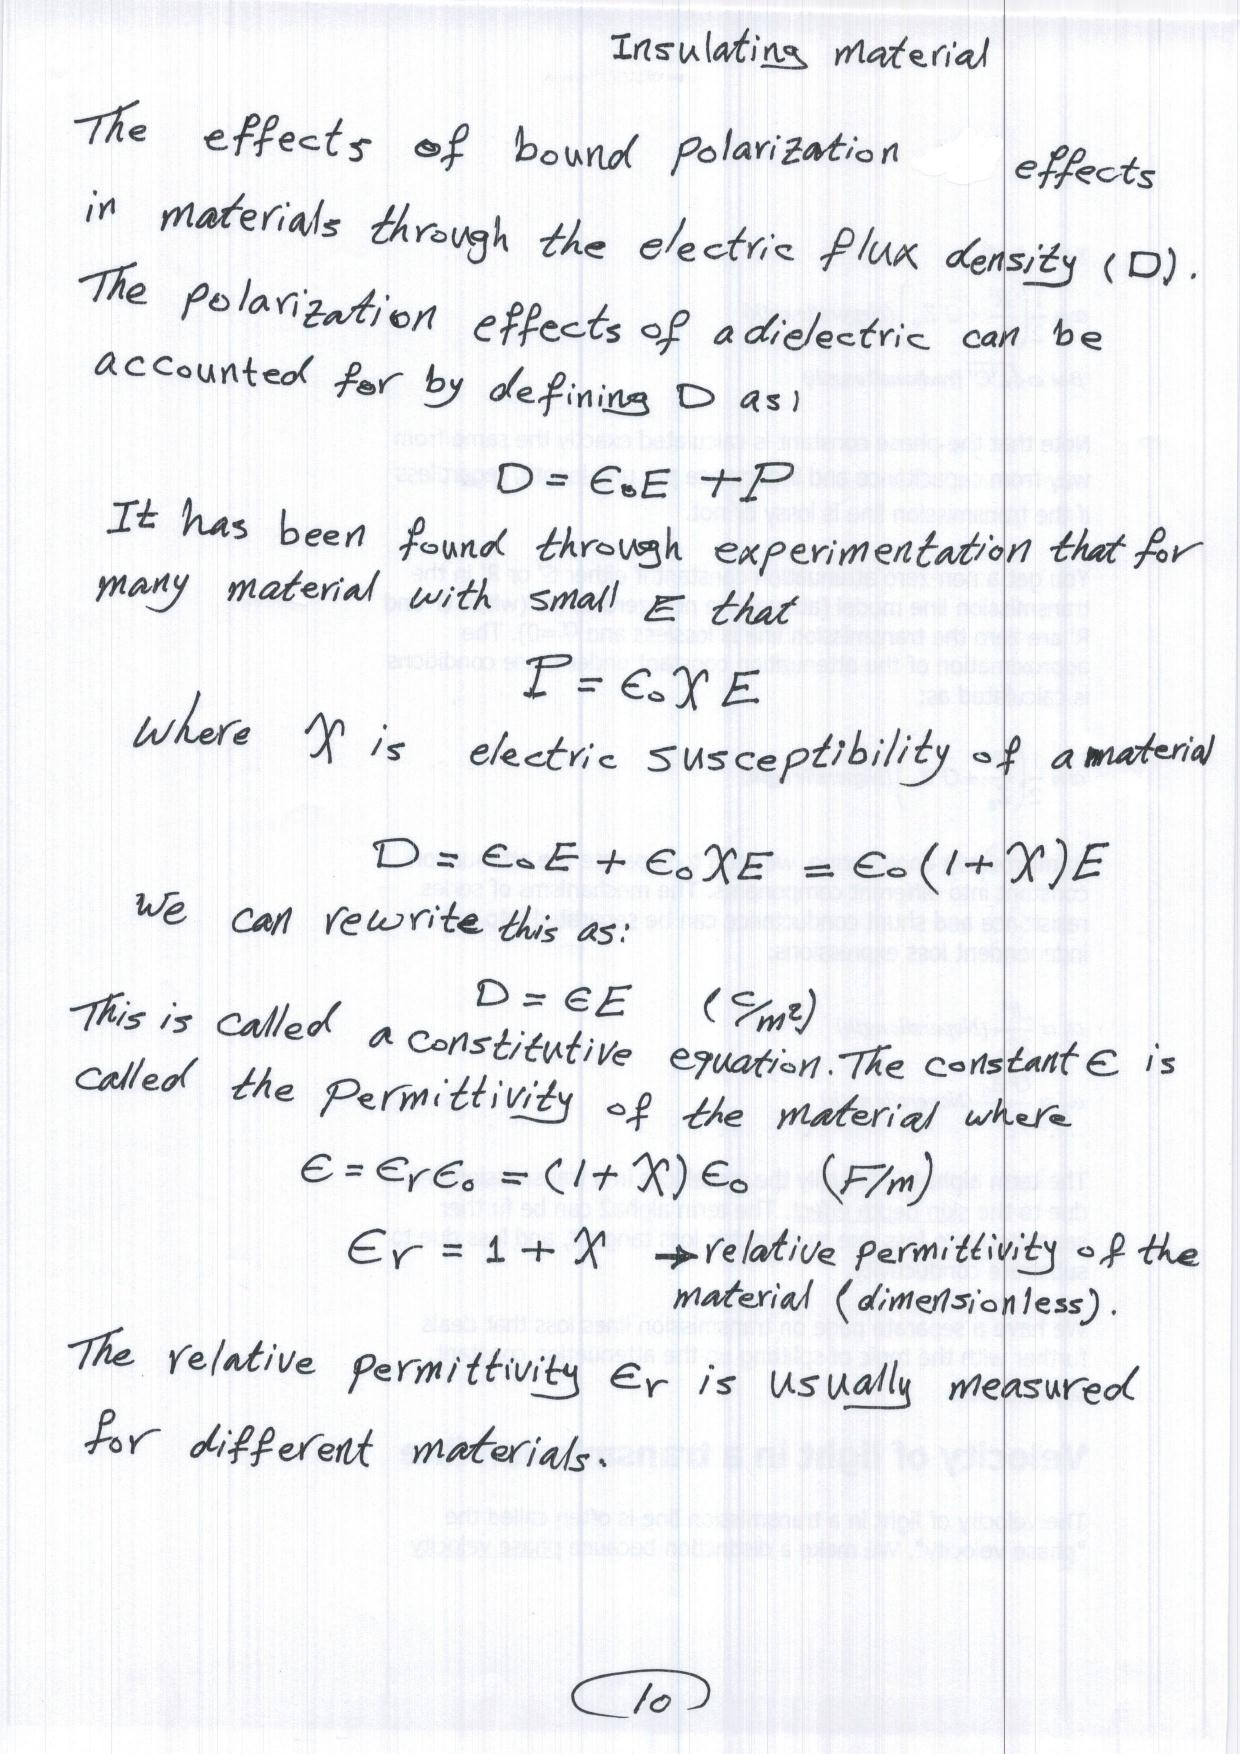 Insulating material
The effects of bound polarization effects
in materials through the electric flux density (D).
The polarization effects of a dielectric can be
accounted for by defining D as:
D = ϵ₀E + P
It has been found through experimentation that for
many material with small E that
P = ϵ₀χE
where χ is electric susceptibility of a material
D = ϵ₀E + ϵ₀χE = ϵ₀(1+χ)E
we can rewrite this as:
D = ϵE (C/m²)
This is called a constitutive equation. The constant ϵ is
called the permittivity of the material where
ϵ = ϵrϵ₀ = (1+χ)ϵ₀ (F/m)
ϵr = 1 + χ → relative permittivity of the
material (dimensionless).
The relative permittivity ϵr is usually measured
for different materials.
10